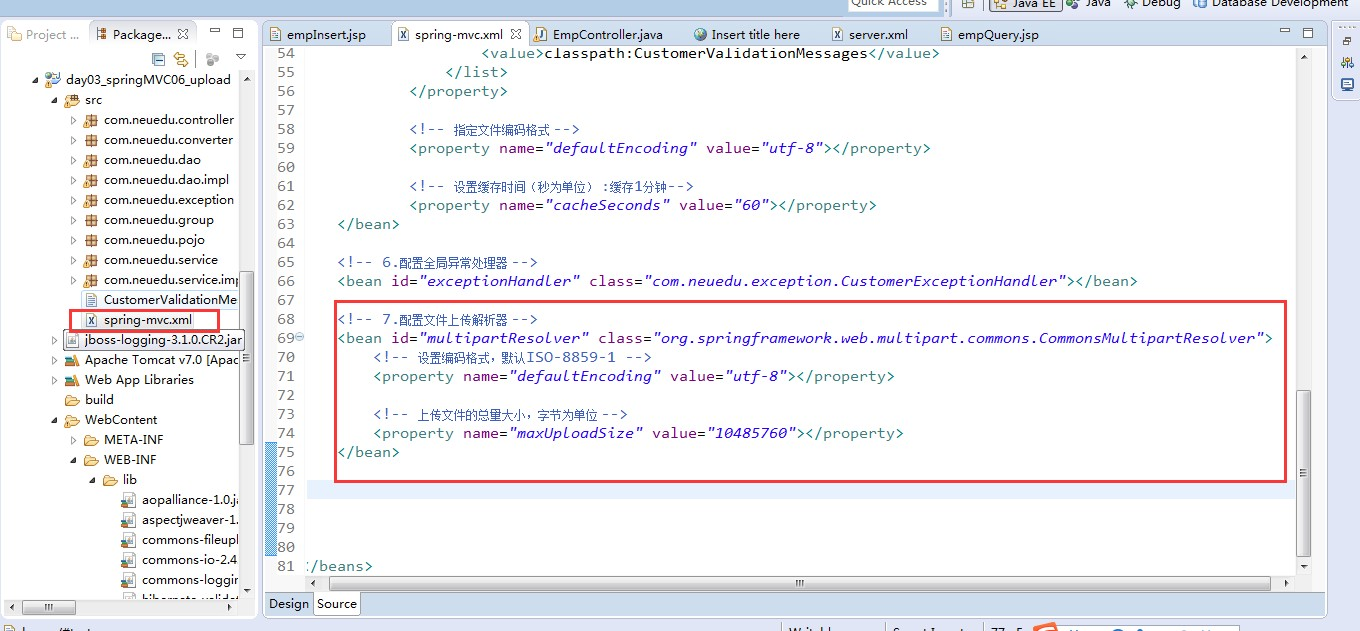 Quick Access
Java EE
Java
Debug
Database Development
Project ...
Package...
empInsert.jsp
spring-mvc.xml
EmpController.java
Insert title here
server.xml
empQuery.jsp
day03_springMVC06_upload
src
com.neuedu.controller
com.neuedu.converter
com.neuedu.dao
com.neuedu.dao.impl
com.neuedu.exception
com.neuedu.group
com.neuedu.pojo
com.neuedu.service
com.neuedu.service.imp
CustomerValidationMe
spring-mvc.xml
jboss-logging-3.1.0.CR2.jar
Apache Tomcat v7.0 [Apac
Web App Libraries
build
WebContent
META-INF
WEB-INF
lib
aopalliance-1.0.ja
aspectjweaver-1.
commons-fileupl
commons-io-2.4
commons-loggin
54 <value>classpath:CustomerValidationMessages</value>
55 </list>
56 </property>
57
58 <!-- 指定文件编码格式 -->
59 <property name="defaultEncoding" value="utf-8"></property>
60
61 <!-- 设置缓存时间（秒为单位）:缓存1分钟-->
62 <property name="cacheSeconds" value="60"></property>
63 </bean>
64
65 <!-- 6.配置全局异常处理器 -->
66 <bean id="exceptionHandler" class="com.neuedu.exception.CustomerExceptionHandler"></bean>
67
68 <!-- 7.配置文件上传解析器 -->
69 <bean id="multipartResolver" class="org.springframework.web.multipart.commons.CommonsMultipartResolver">
70 <!-- 设置编码格式，默认ISO-8859-1 -->
71 <property name="defaultEncoding" value="utf-8"></property>
72
73 <!-- 上传文件的总量大小，字节为单位 -->
74 <property name="maxUploadSize" value="10485760"></property>
75 </bean>
76
77
78
79
80
81 </beans>
Design
Source